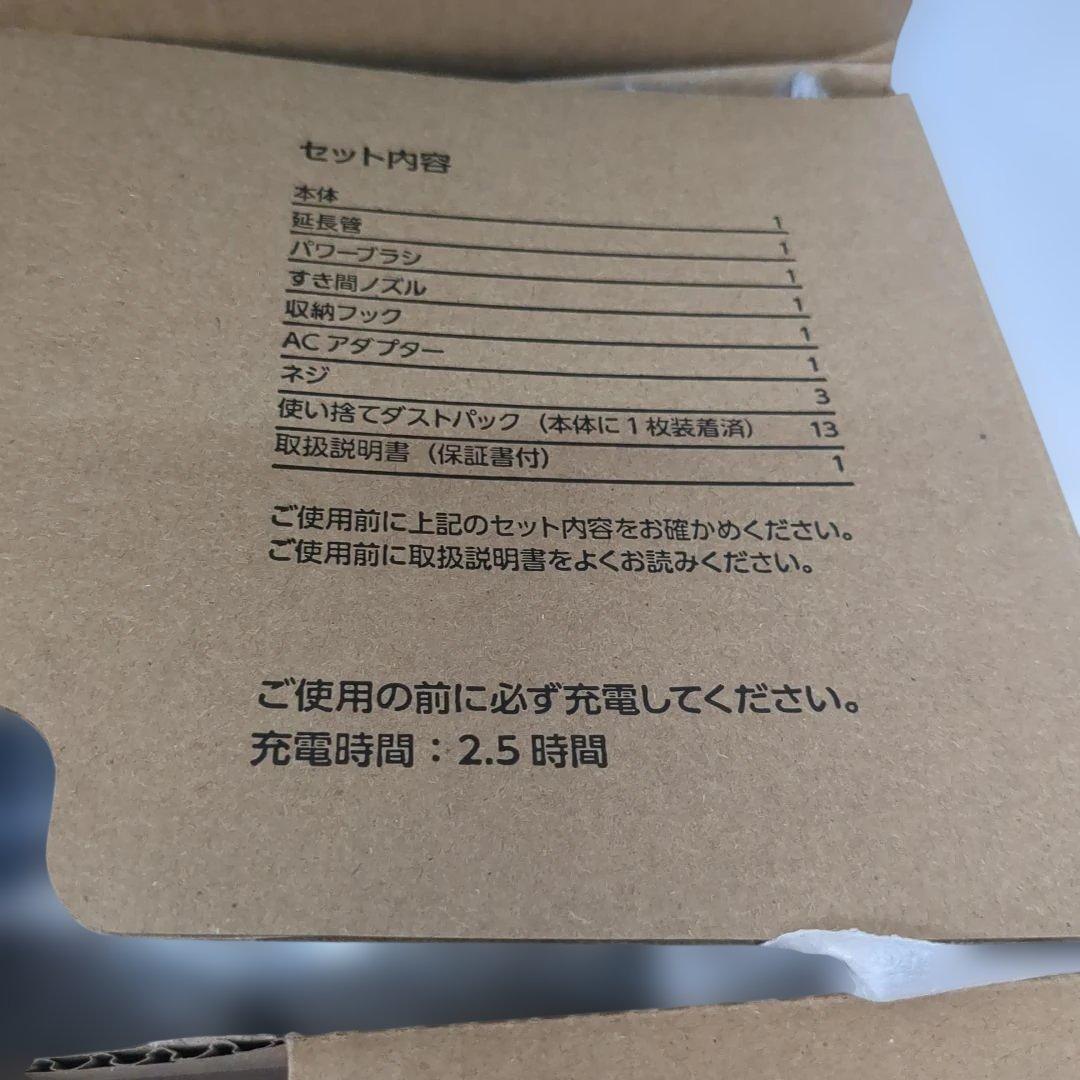 セット内容
本体 1
延長管 1
パワーブラシ 1
すき間ノズル 1
収納フック 1
ACアダプター 1
ネジ 3
使い捨てダストパック（本体に1枚装着済） 13
取扱説明書（保証書付） 1
ご使用前に上記のセット内容をお確かめください。
ご使用前に取扱説明書をよくお読みください。
ご使用の前に必ず充電してください。
充電時間：2.5時間